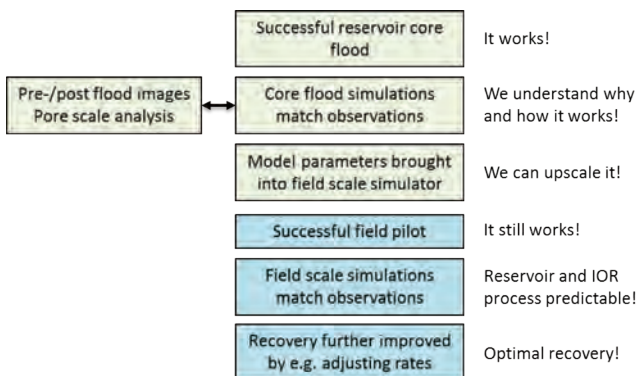 Successful reservoir core
flood
It works!
Pre-/post flood images
Pore scale analysis
Core flood simulations
match observations
We understand why
and how it works!
Model parameters brought
into field scale simulator
We can upscale it!
Successful field pilot
It still works!
Field scale simulations
match observations
Reservoir and IOR
process predictable!
Recovery further improved
by e.g. adjusting rates
Optimal recovery!